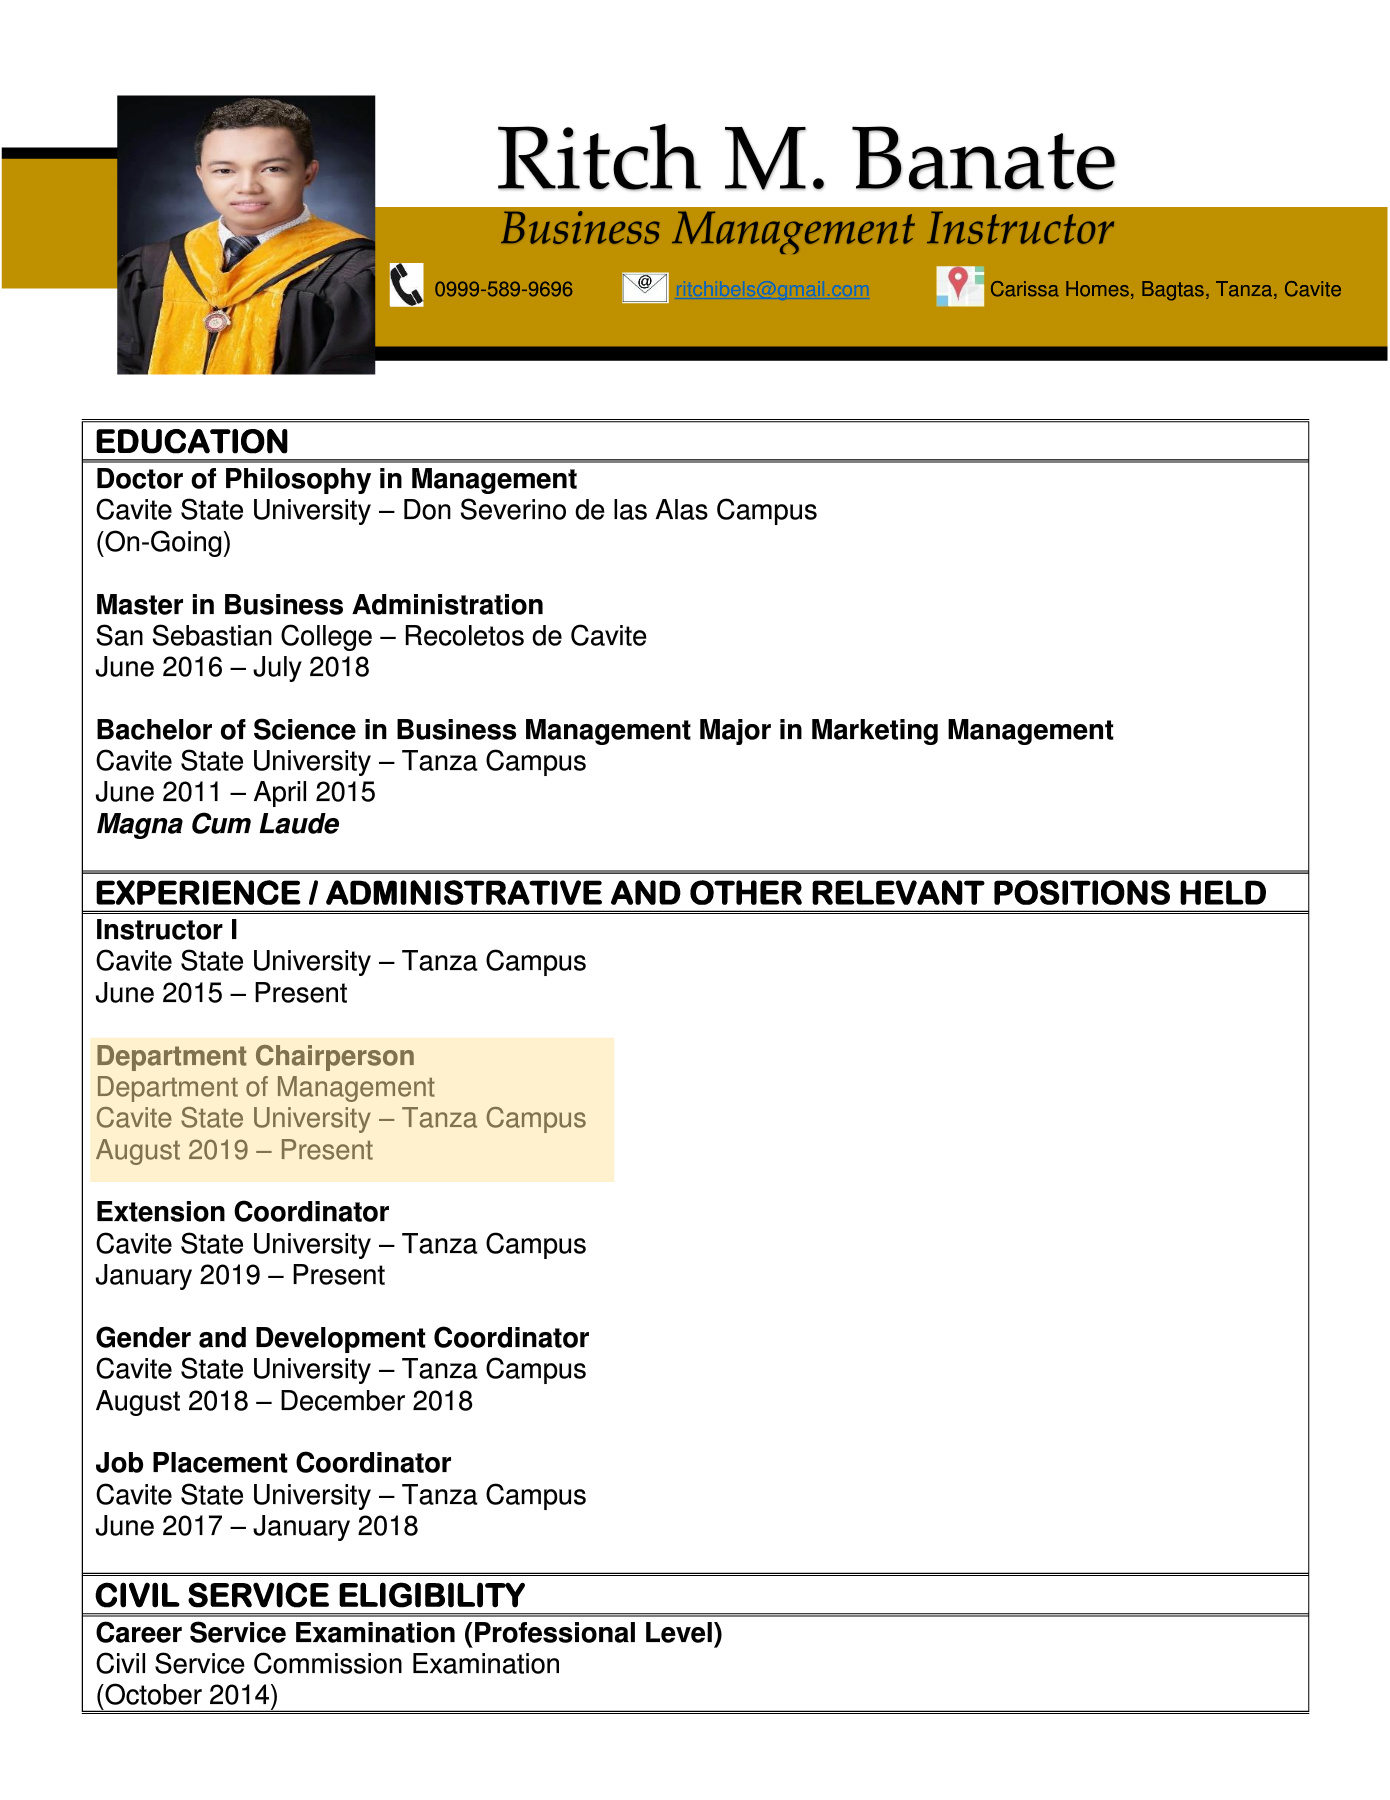 Ritch M. Banate
Business Management Instructor
0999-589-9696
@
ritchibels@gmail.com
Carissa Homes, Bagtas, Tanza, Cavite
EDUCATION
Doctor of Philosophy in Management
Cavite State University – Don Severino de las Alas Campus
(On-Going)
Master in Business Administration
San Sebastian College – Recoletos de Cavite
June 2016 – July 2018
Bachelor of Science in Business Management Major in Marketing Management
Cavite State University – Tanza Campus
June 2011 – April 2015
Magna Cum Laude
EXPERIENCE / ADMINISTRATIVE AND OTHER RELEVANT POSITIONS HELD
Instructor I
Cavite State University – Tanza Campus
June 2015 – Present
Department Chairperson
Department of Management
Cavite State University – Tanza Campus
August 2019 – Present
Extension Coordinator
Cavite State University – Tanza Campus
January 2019 – Present
Gender and Development Coordinator
Cavite State University – Tanza Campus
August 2018 – December 2018
Job Placement Coordinator
Cavite State University – Tanza Campus
June 2017 – January 2018
CIVIL SERVICE ELIGIBILITY
Career Service Examination (Professional Level)
Civil Service Commission Examination
(October 2014)